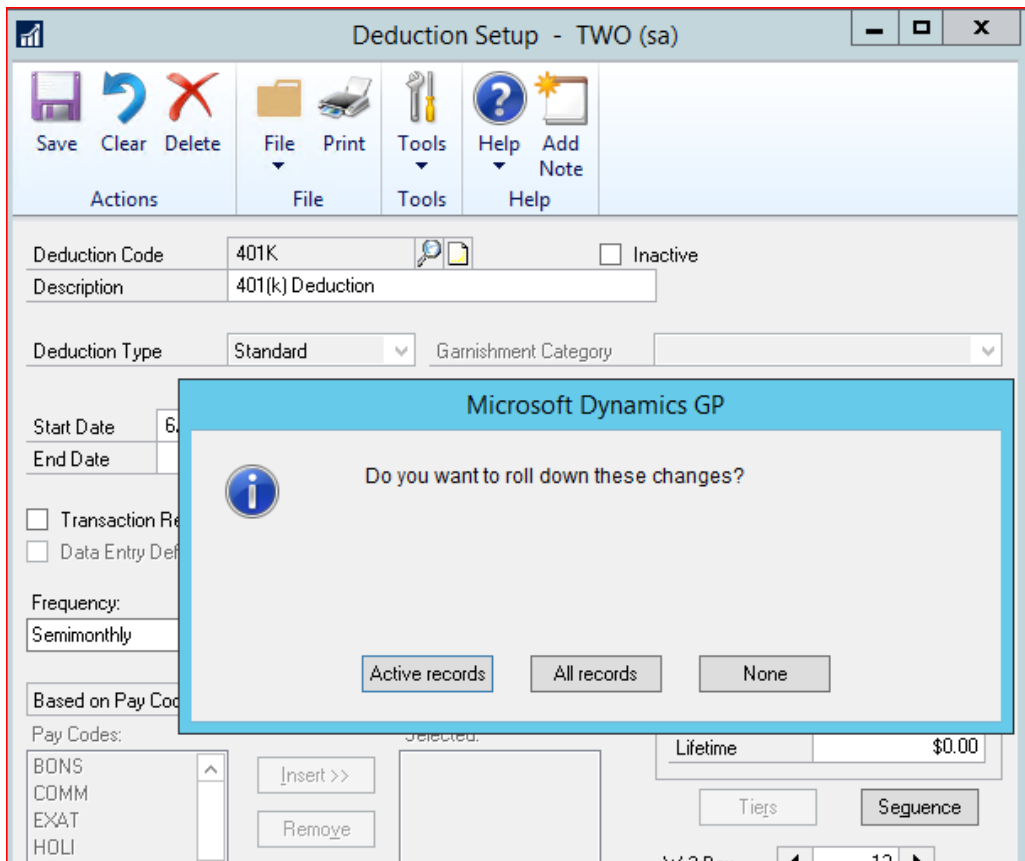 Deduction Setup - TWO (sa)
Save Clear Delete File Print Tools Help Add Note
Actions File Tools Help
Deduction Code 401K Inactive
Description 401(k) Deduction
Deduction Type Standard Garnishment Category
Microsoft Dynamics GP
Start Date 6
End Date
Do you want to roll down these changes?
Transaction
Data Entry
Frequency:
Semimonthly
Active records All records None
Based on Pay
Pay Codes: Selected:
Lifetime $0.00
BONS
COMM
EXAT
HOLI
Insert >>
Remove
Tiers Sequence
12